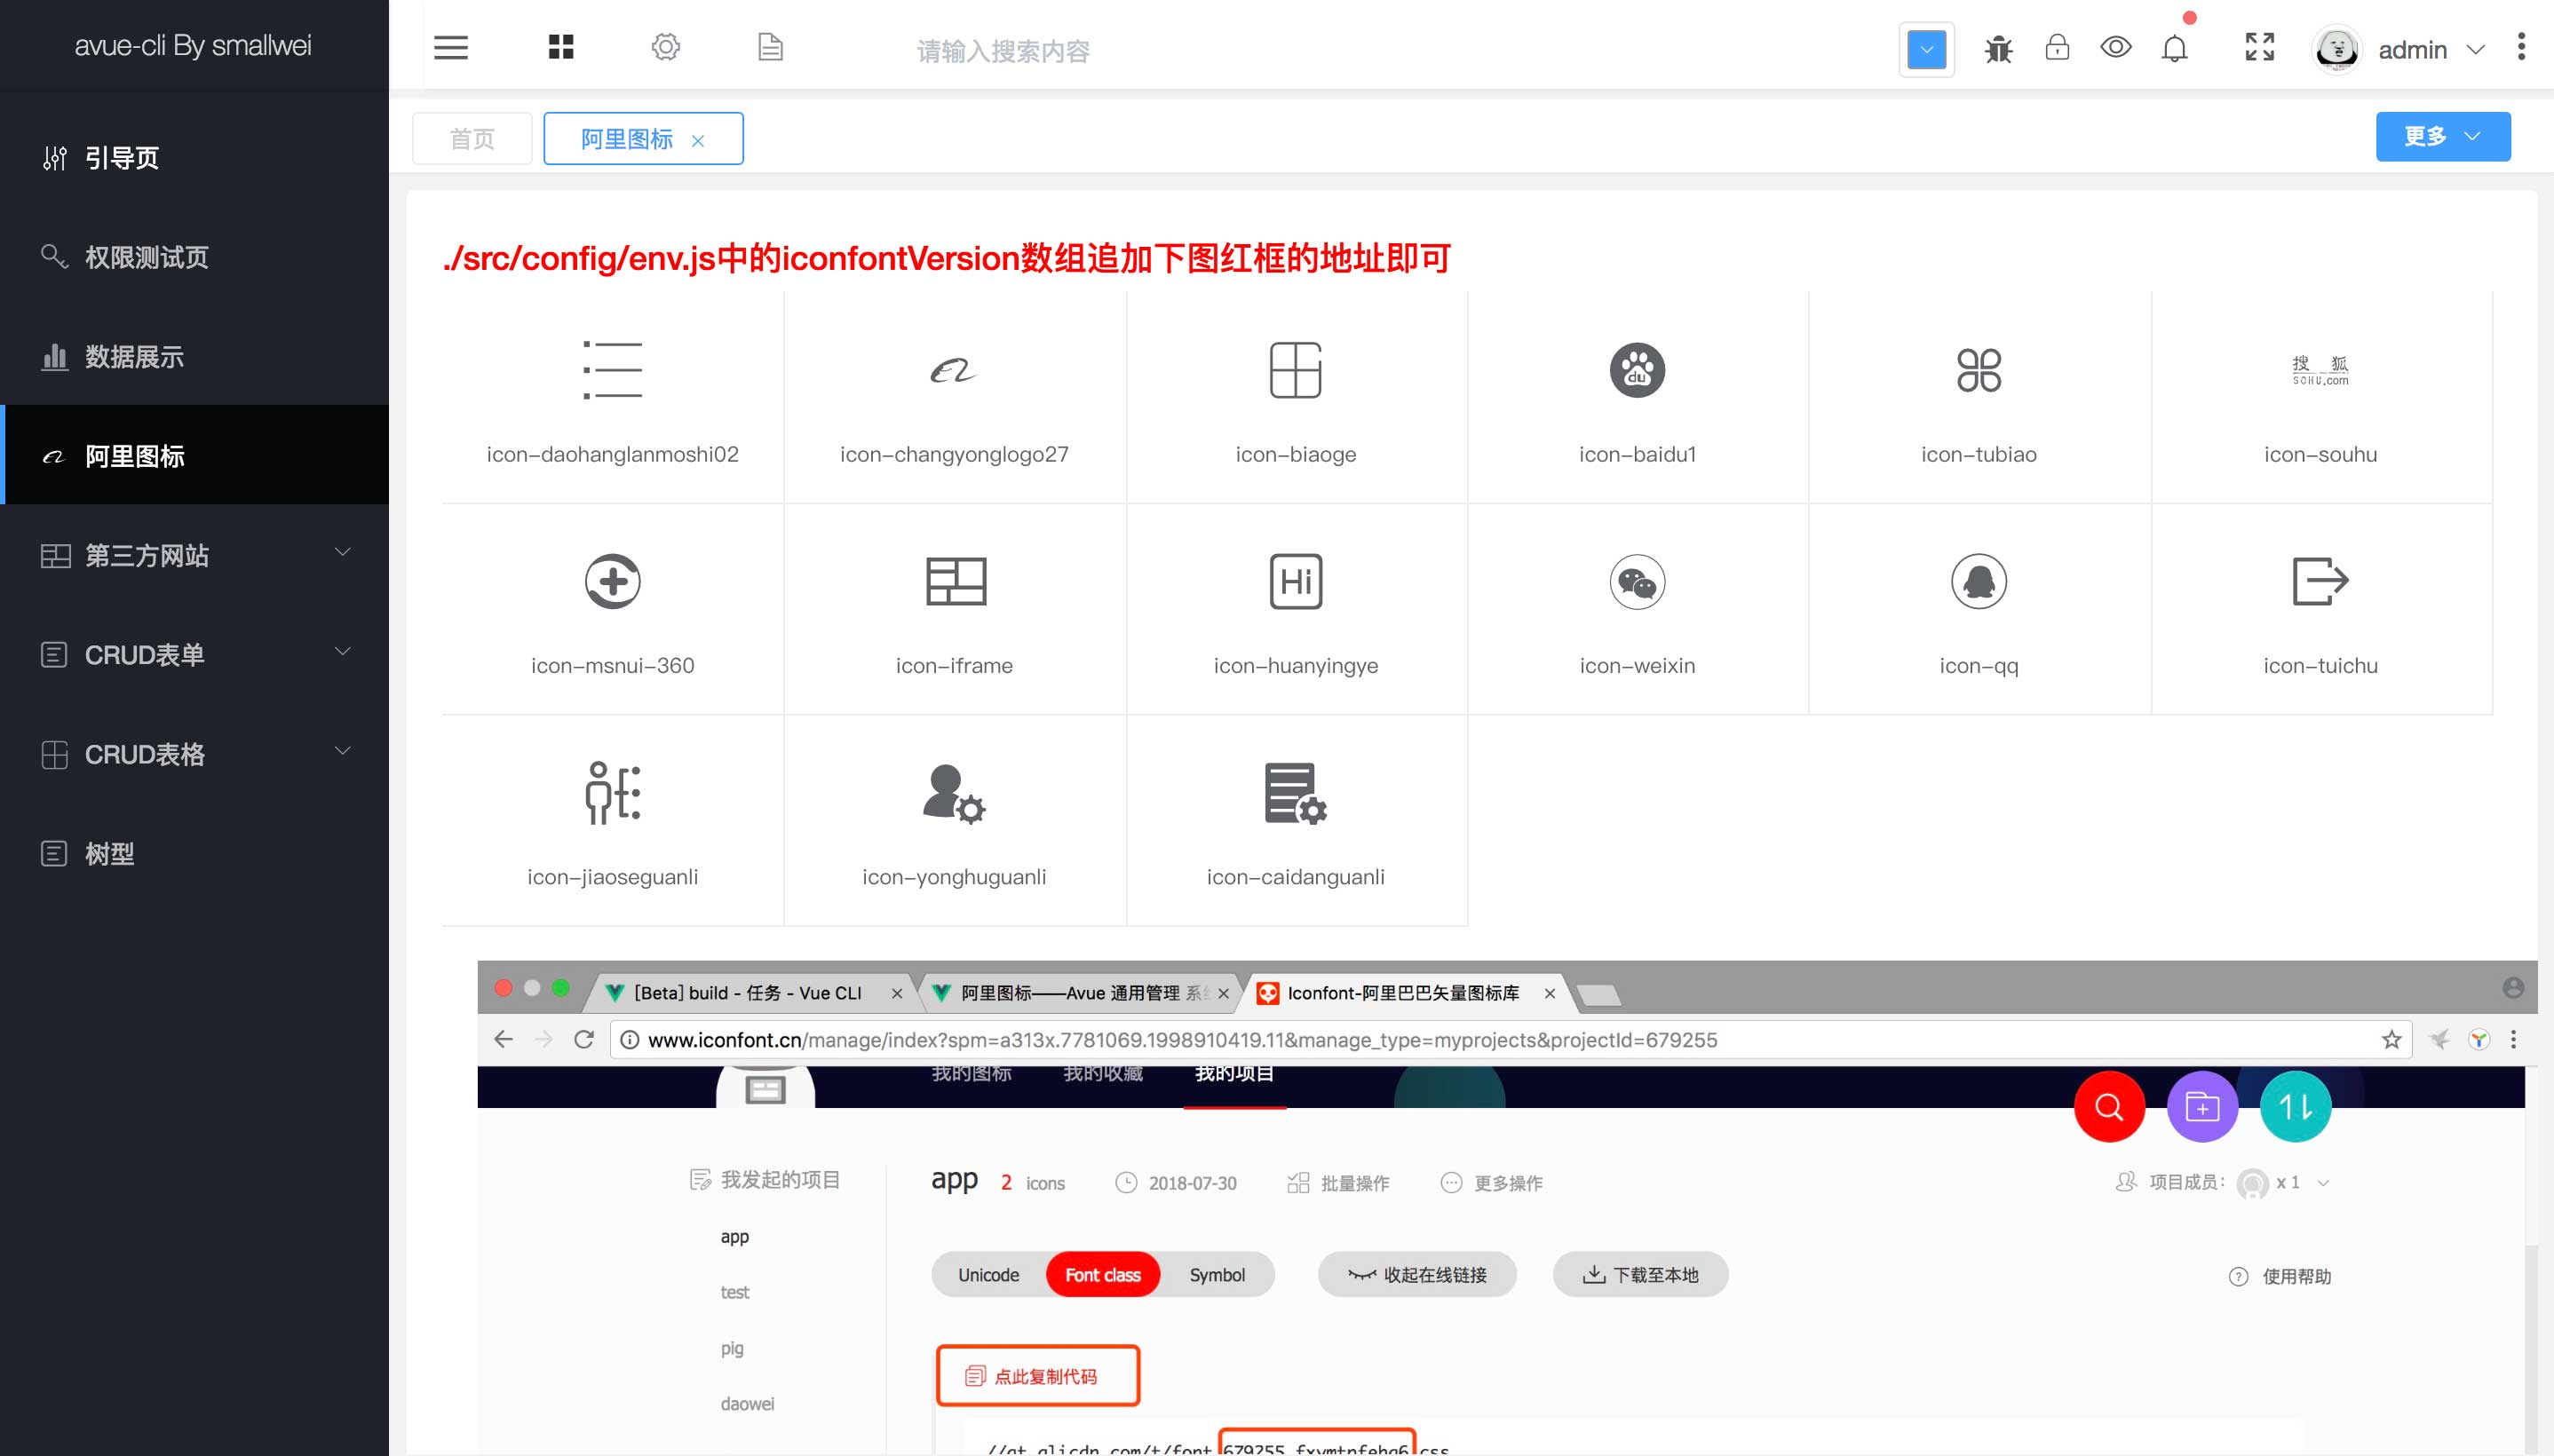 avue-cli By smallwei
请输入搜索内容
admin
首页
阿里图标
更多
引导页
权限测试页
数据展示
阿里图标
第三方网站
CRUD表单
CRUD表格
树型
./src/config/env.js中的iconfontVersion数组追加下图红框的地址即可
du
搜 狐
SOHU.com
icon-daohanglanmoshi02
icon-changyonglogo27
icon-biaoge
icon-baidu1
icon-tubiao
icon-souhu
Hi
icon-msnui-360
icon-iframe
icon-huanyingye
icon-weixin
icon-qq
icon-tuichu
icon-jiaoseguanli
icon-yonghuguanli
icon-caidanguanli
[Beta] build - 任务 - Vue CLI
阿里图标——Avue 通用管理 系
Iconfont-阿里巴巴矢量图标库
www.iconfont.cn/manage/index?spm=a313x.7781069.1998910419.11&manage_type=myprojects&projectId=679255
我的图标
我的收藏
我的项目
我发起的项目
app
test
pig
daowei
app 2 icons
2018-07-30
批量操作
更多操作
项目成员: x 1
Unicode
Font class
Symbol
收起在线链接
下载至本地
使用帮助
点此复制代码
//at.alicdn.com/t/font_679255_fxvmtnfehq6.css